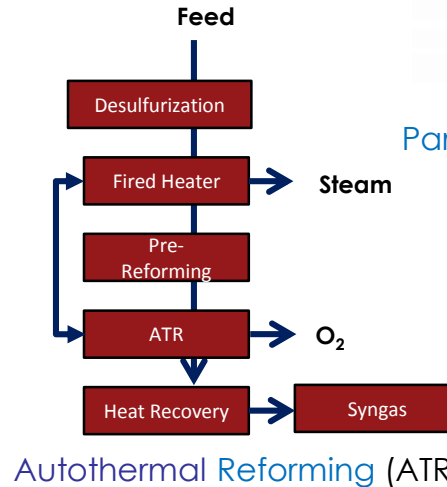 Feed
Desulfurization
Par
Fired Heater
Steam
Pre-
Reforming
ATR
O₂
Heat Recovery
Syngas
Autothermal Reforming (ATR